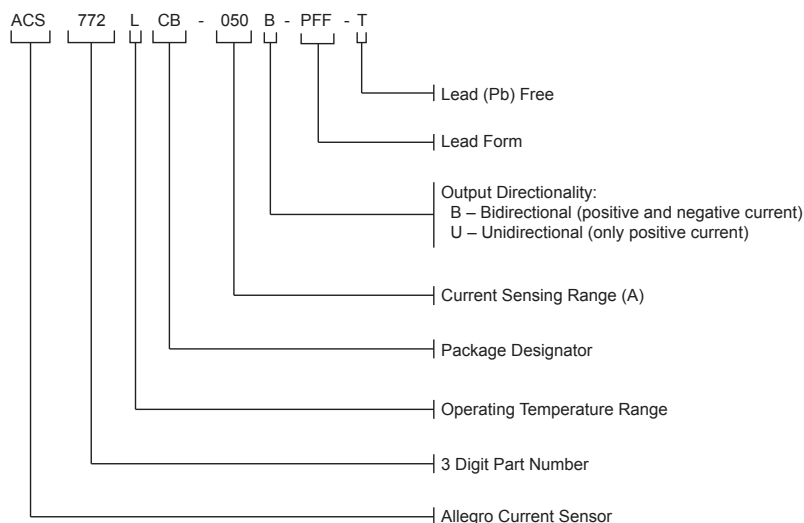 ACS 772 L CB - 050 B - PFF - T
Lead (Pb) Free
Lead Form
Output Directionality:
B – Bidirectional (positive and negative current)
U – Unidirectional (only positive current)
Current Sensing Range (A)
Package Designator
Operating Temperature Range
3 Digit Part Number
Allegro Current Sensor